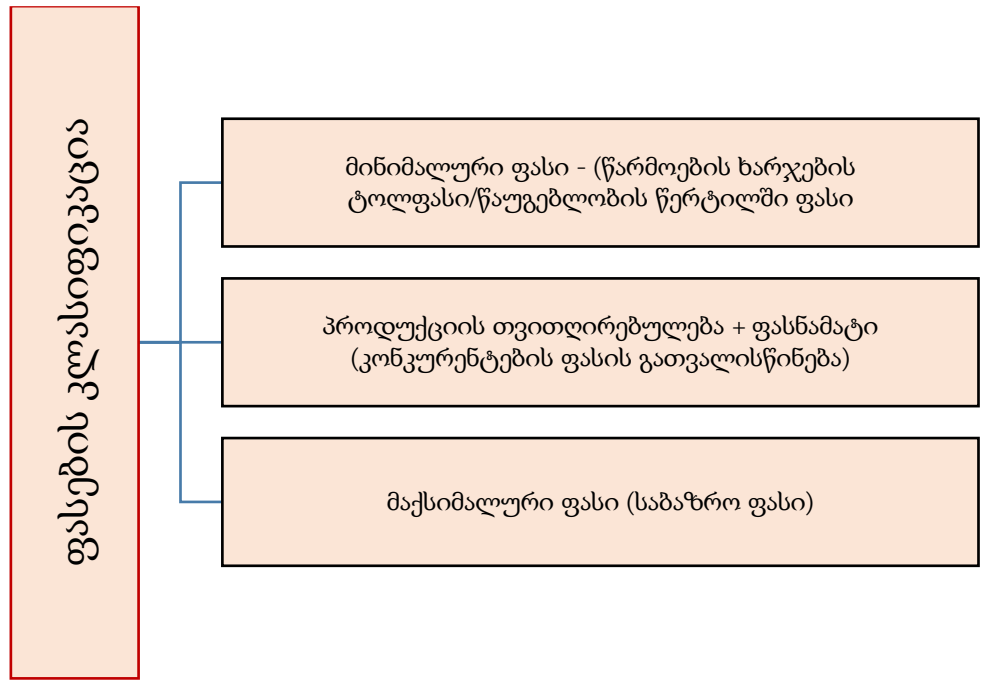 ფასების კლასიფიკაცია
მინიმალური ფასი - (წარმოების ხარჯების
ტოლფასი/წაუგებლობის წერტილში ფასი
პროდუქციის თვითღირებულება + ფასნამატი
(კონკურენტების ფასის გათვალისწინება)
მაქსიმალური ფასი (საბაზრო ფასი)